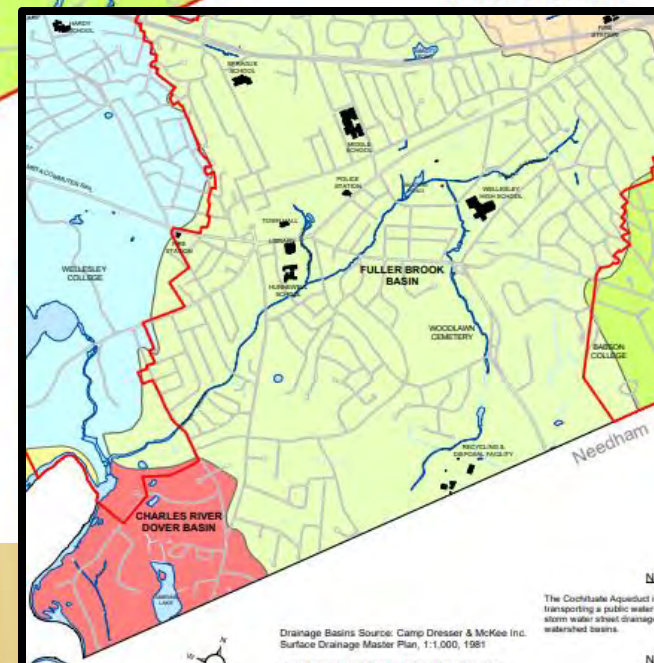 HARDY
SCHOOL
FIRE
STATION
SPRAGUE
SCHOOL
MIDDLE
SCHOOL
POLICE
STATION
WELLESLEY
HIGH SCHOOL
TOWN HALL
LIBRARY
FIRE
STATION
WELLESLEY
COLLEGE
HUNNEWELL
SCHOOL
FULLER BROOK
BASIN
WOODLAWN
CEMETERY
BABSON
COLLEGE
Needham
RECYCLING &
DISPOSAL FACILITY
CHARLES RIVER
DOVER BASIN
LAKE
N
The Cochituate Aqueduct i
transporting a public water
storm water street drainage
watershed basins.
N
W
Drainage Basins Source: Camp Dresser & McKee Inc.
Surface Drainage Master Plan, 1:1,000, 1981
N